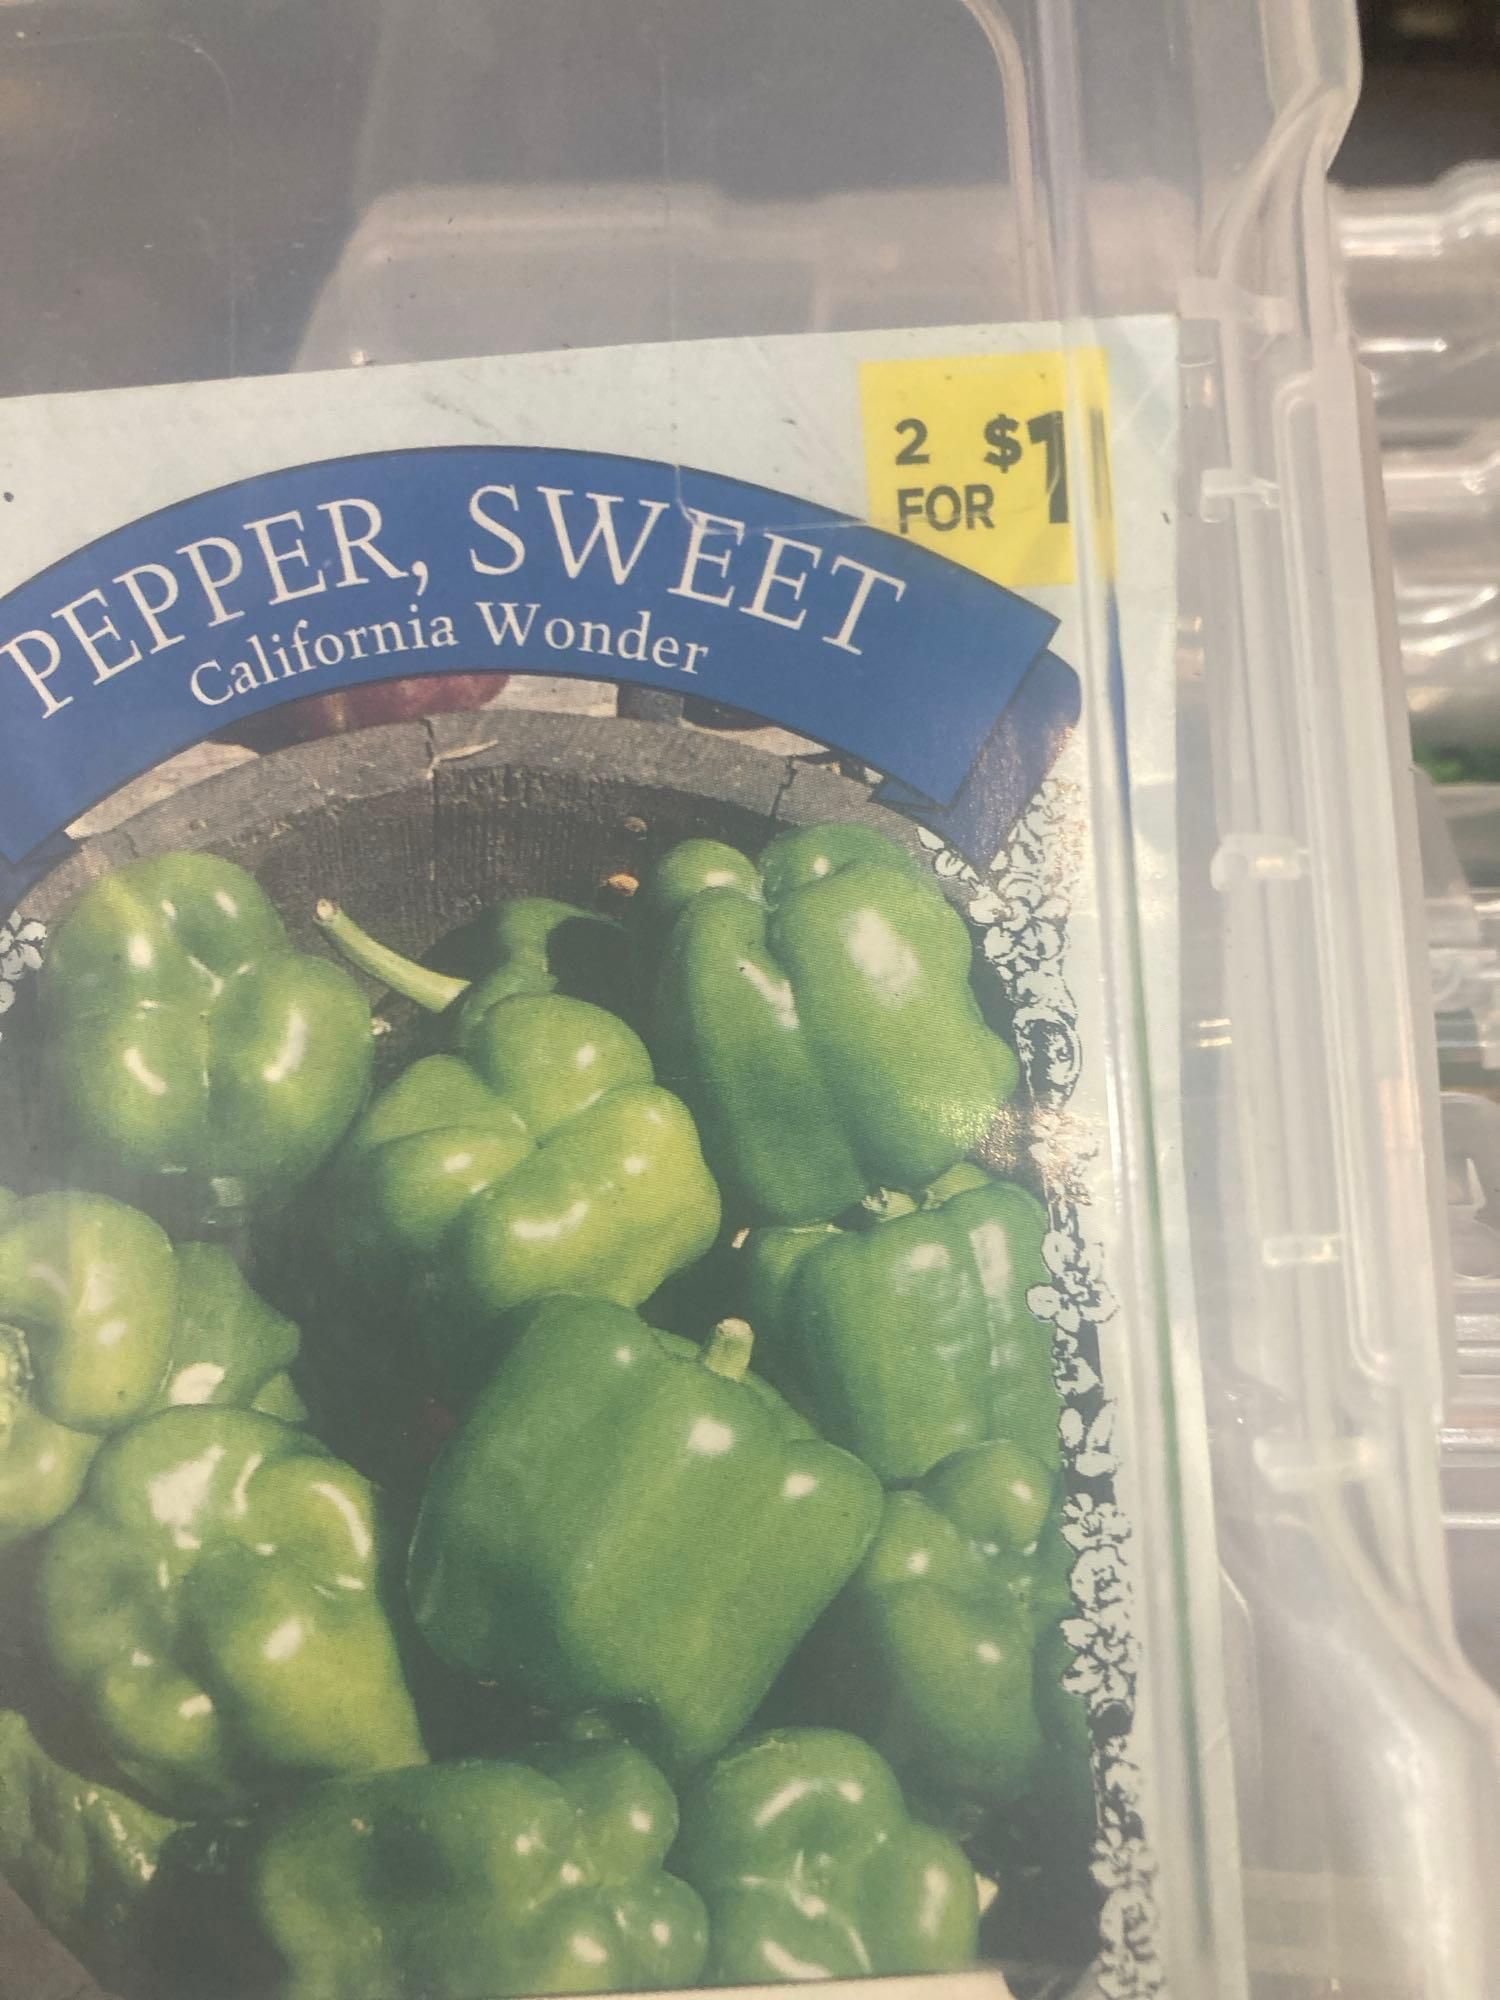 2 $1
FOR
PEPPER, SWEET
California Wonder